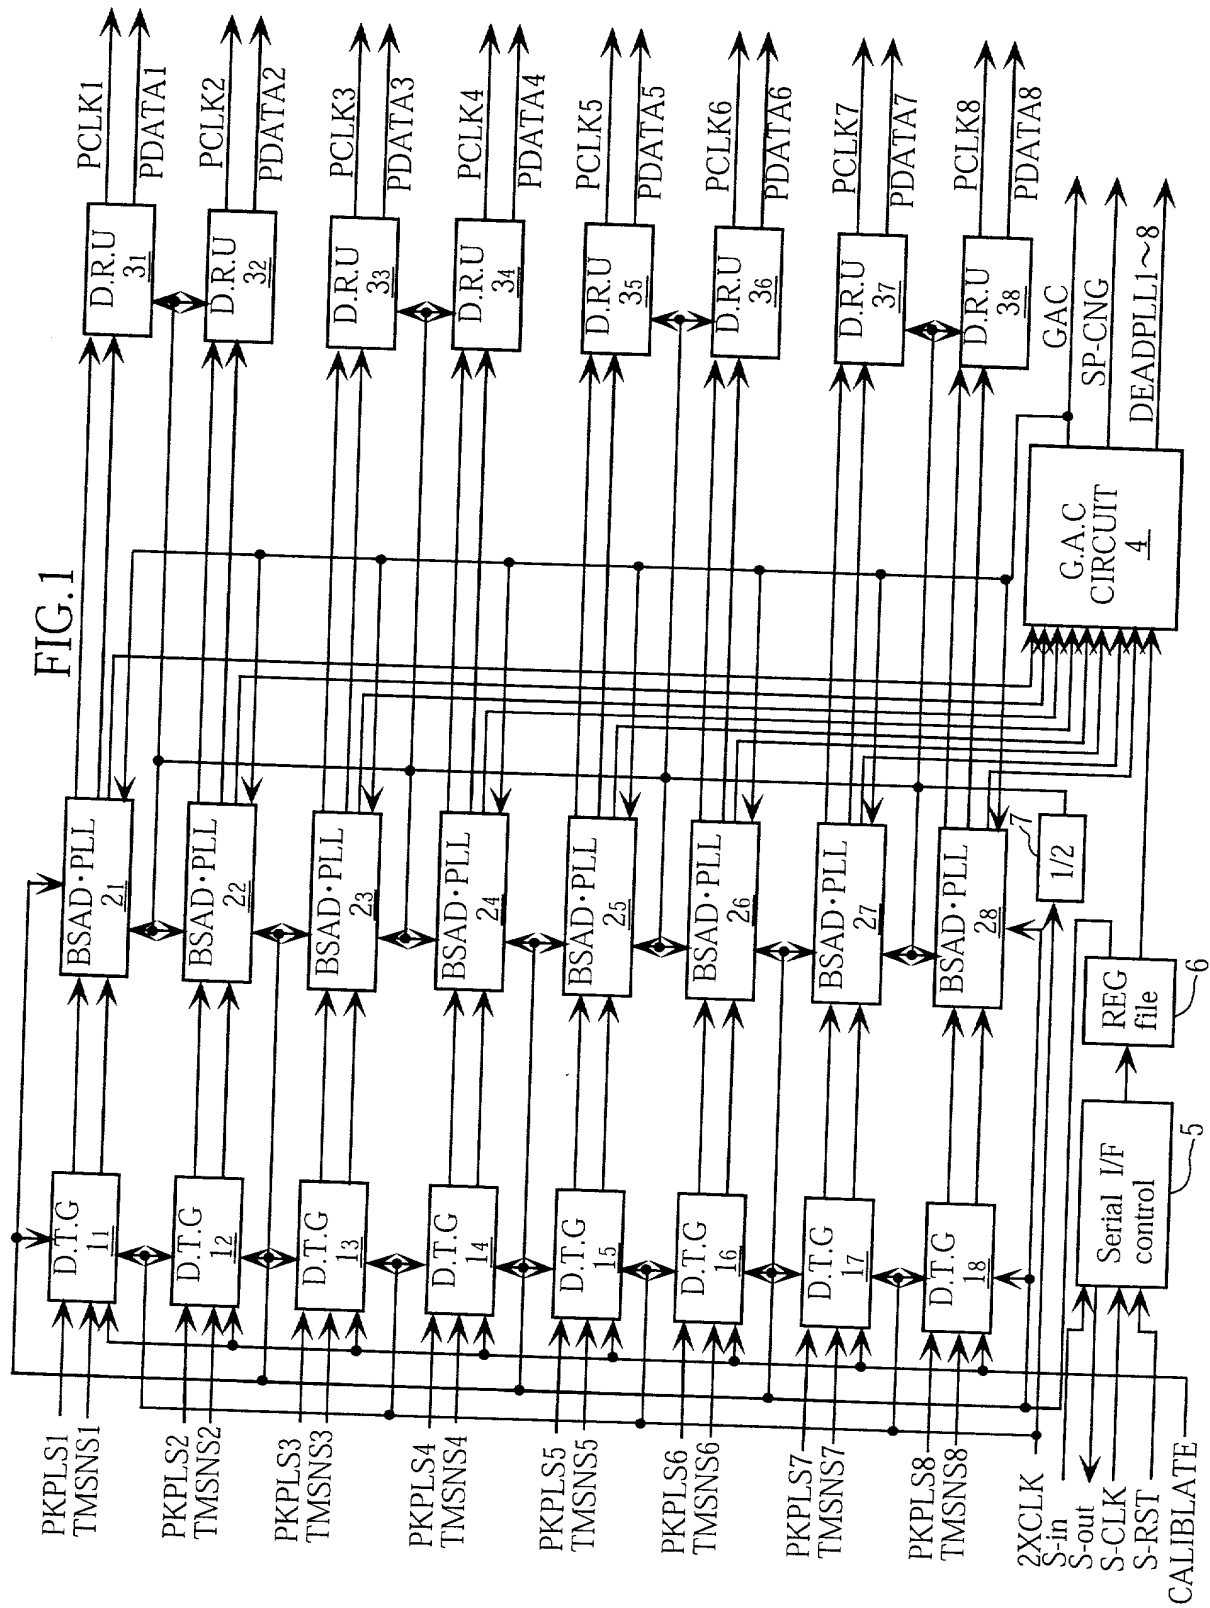 FIG.1
PKPLS1
TMSNS1
D.T.G
11
BSAD·PLL
21
D.R.U
31
PCLK1
PDATA1
PKPLS2
TMSNS2
D.T.G
12
BSAD·PLL
22
D.R.U
32
PCLK2
PDATA2
PKPLS3
TMSNS3
D.T.G
13
BSAD·PLL
23
D.R.U
33
PCLK3
PDATA3
PKPLS4
TMSNS4
D.T.G
14
BSAD·PLL
24
D.R.U
34
PCLK4
PDATA4
PKPLS5
TMSNS5
D.T.G
15
BSAD·PLL
25
D.R.U
35
PCLK5
PDATA5
PKPLS6
TMSNS6
D.T.G
16
BSAD·PLL
26
D.R.U
36
PCLK6
PDATA6
PKPLS7
TMSNS7
D.T.G
17
BSAD·PLL
27
D.R.U
37
PCLK7
PDATA7
PKPLS8
TMSNS8
D.T.G
18
BSAD·PLL
28
D.R.U
38
PCLK8
PDATA8
2XCLK
S-in
S-out
S-CLK
S-RST
CALIBLATE
Serial I/F
control
5
REG
file
6
1/2
7
G.A.C
CIRCUIT
4
GAC
SP-CNG
DEADPLL1~8